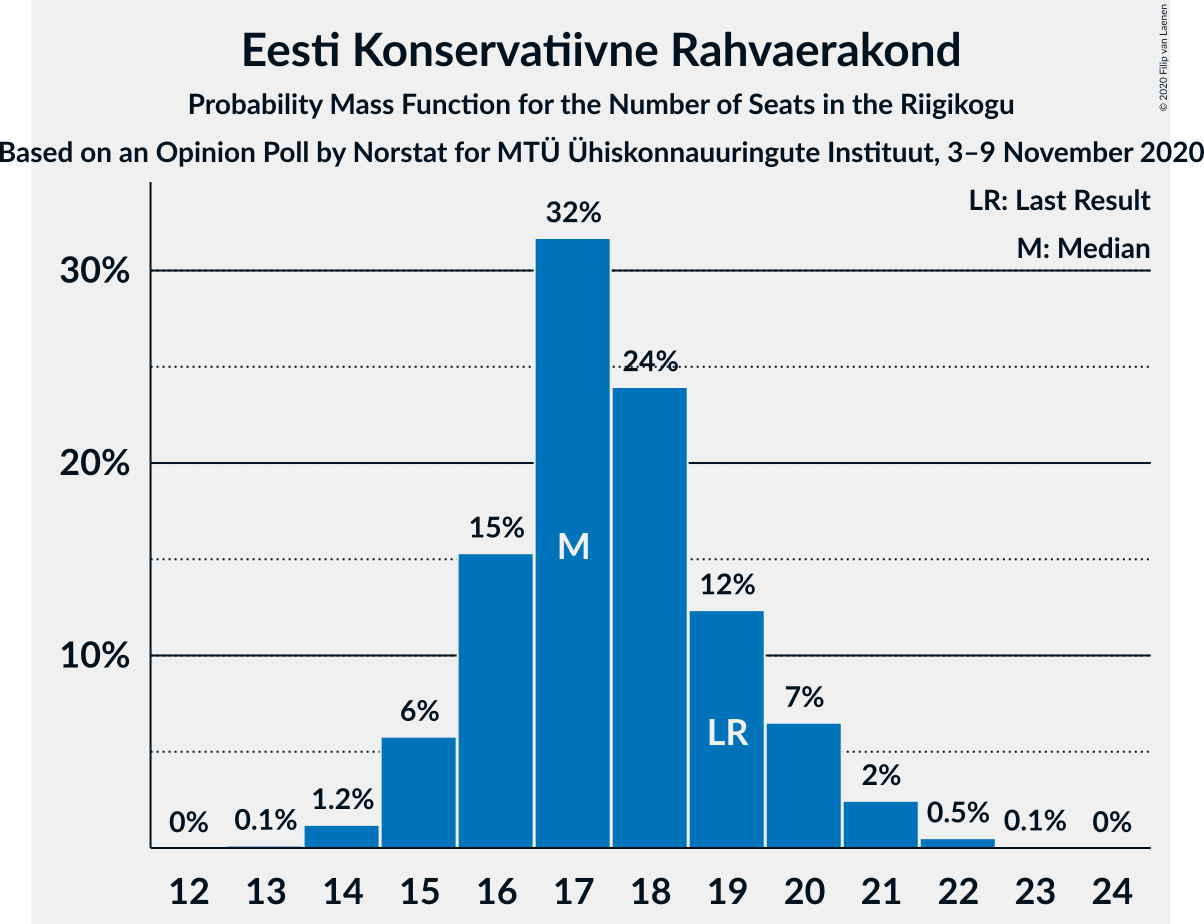 Eesti Konservatiivne Rahvaerakond
Probability Mass Function for the Number of Seats in the Riigikogu
Based on an Opinion Poll by Norstat for MTÜ Ühiskonnauuringute Instituut, 3–9 November 2020
© 2020 Filip van Laenen
LR: Last Result
M: Median
30%
20%
10%
0%
0.1%
1.2%
6%
15%
32%
24%
12%
7%
2%
0.5%
0.1%
0%
M
LR
12 13 14 15 16 17 18 19 20 21 22 23 24